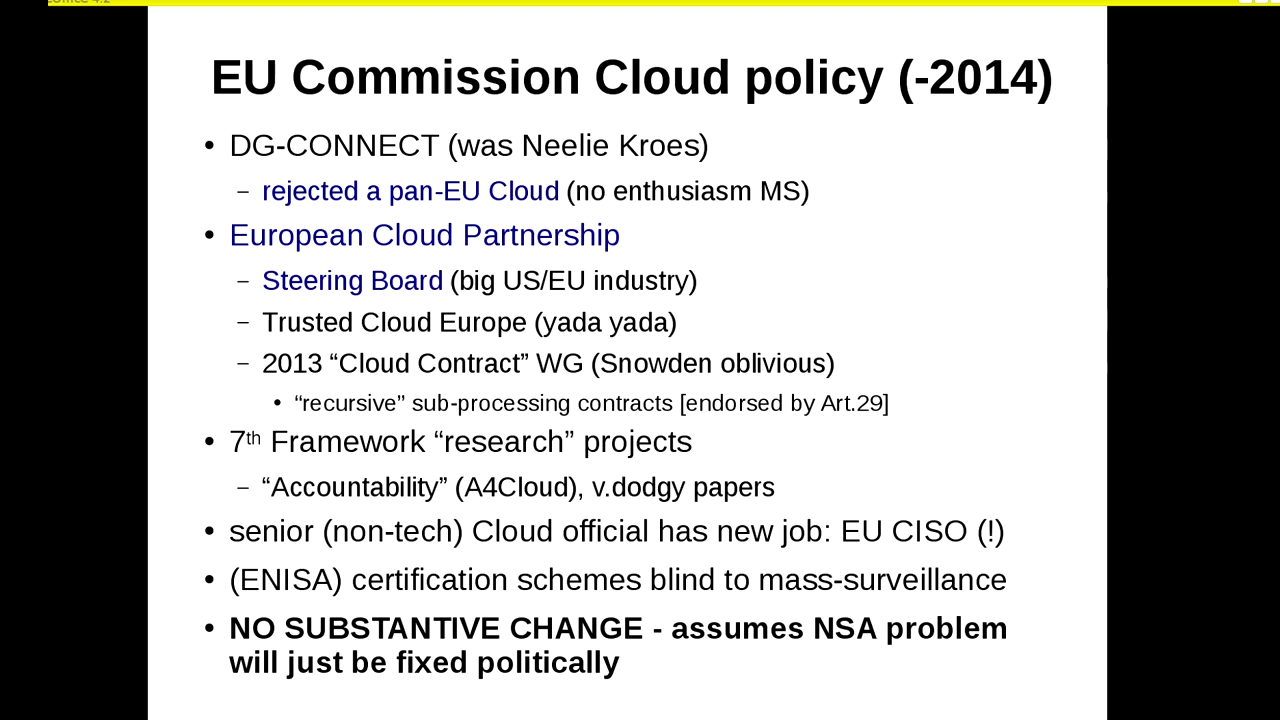 EU Commission Cloud policy (-2014)
• DG-CONNECT (was Neelie Kroes)
– rejected a pan-EU Cloud (no enthusiasm MS)
• European Cloud Partnership
– Steering Board (big US/EU industry)
– Trusted Cloud Europe (yada yada)
– 2013 “Cloud Contract” WG (Snowden oblivious)
• “recursive” sub-processing contracts [endorsed by Art.29]
• 7th Framework “research” projects
– “Accountability” (A4Cloud), v.dodgy papers
• senior (non-tech) Cloud official has new job: EU CISO (!)
• (ENISA) certification schemes blind to mass-surveillance
• NO SUBSTANTIVE CHANGE - assumes NSA problem
will just be fixed politically